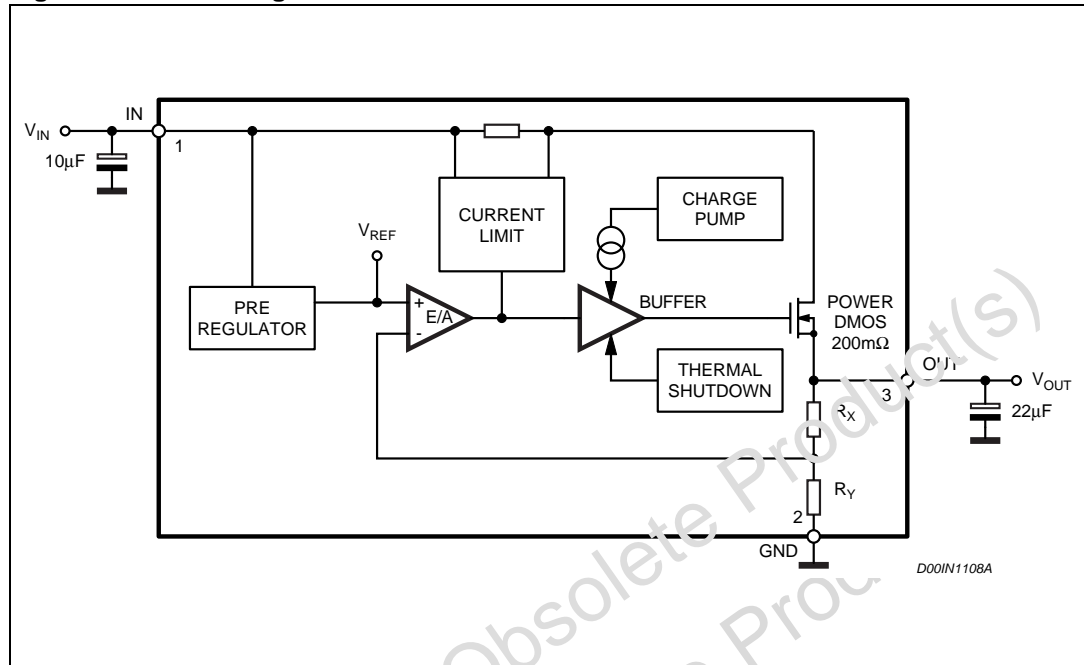 IN
V_IN
1
10µF
CURRENT
LIMIT
CHARGE
PUMP
V_REF
PRE
REGULATOR
+
E/A
-
BUFFER
POWER
DMOS
200mΩ
THERMAL
SHUTDOWN
OUT
3
V_OUT
22µF
R_X
R_Y
2
GND
D00IN1108A
Obsolete Product(s)